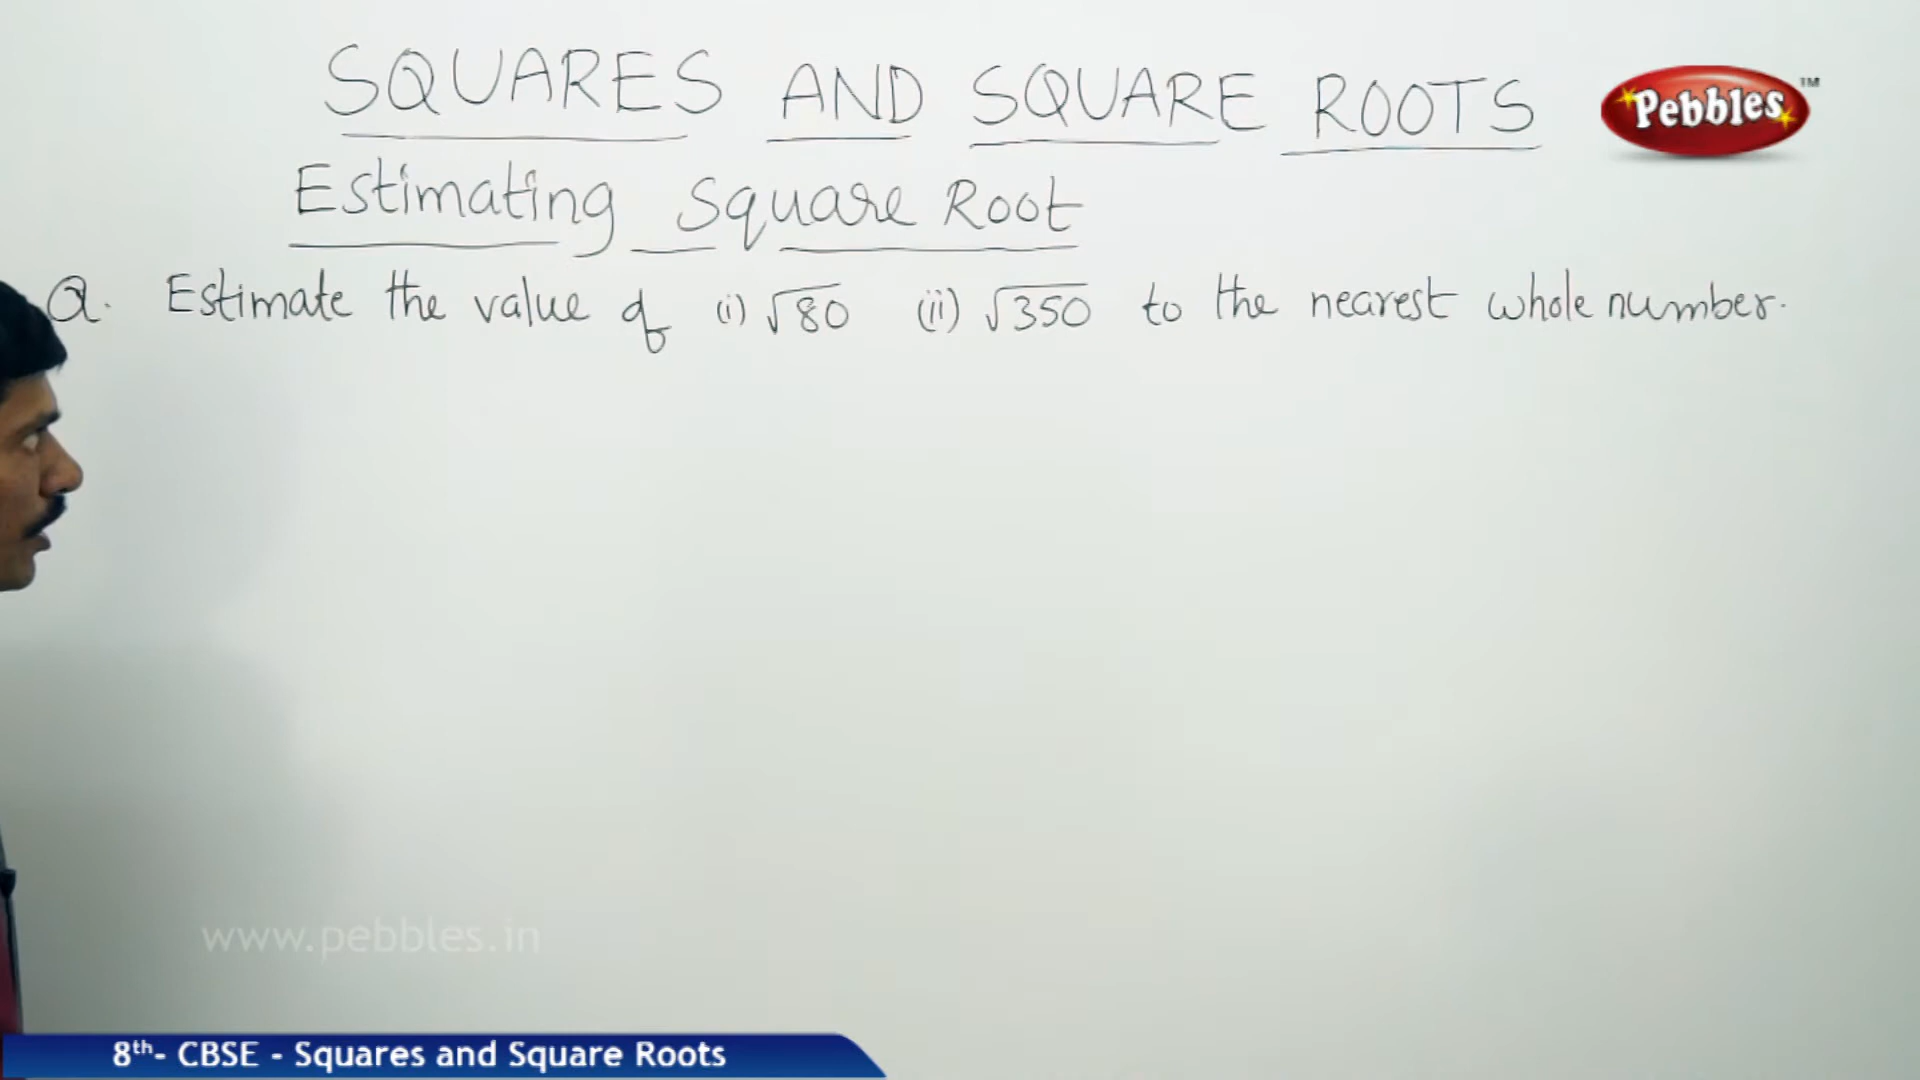 SQUARES AND SQUARE ROOTS
Pebbles™
Estimating Square Root
Q. Estimate the value of (i) √80 (ii) √350 to the nearest whole number.
www.pebbles.in
8th- CBSE - Squares and Square Roots